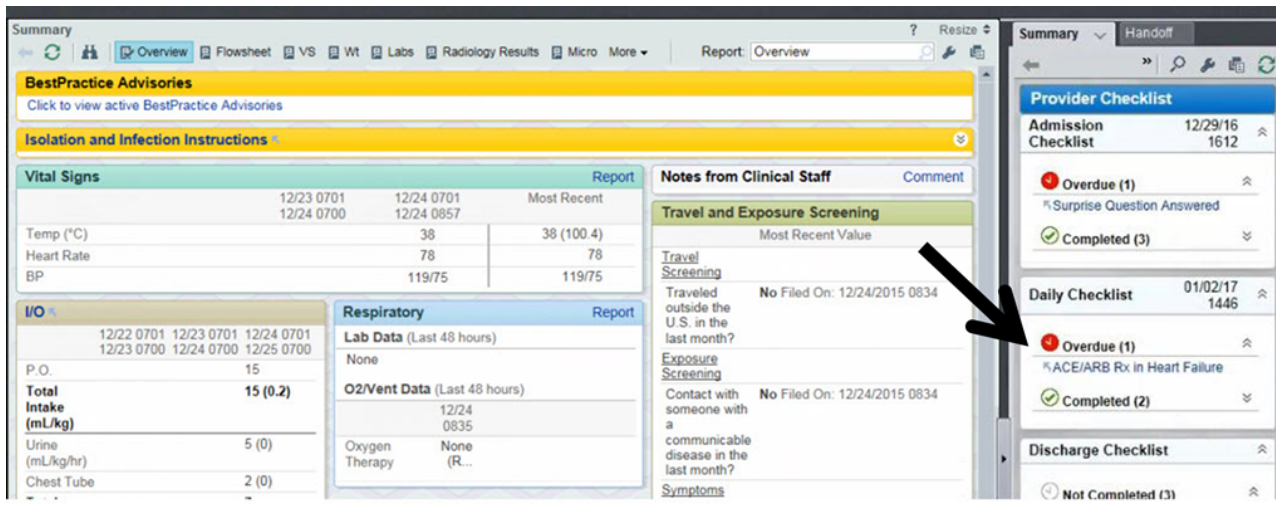 Summary
? Resize
Overview Flowsheet VS Wt Labs Radiology Results Micro More
Report: Overview
BestPractice Advisories
Click to view active BestPractice Advisories
Isolation and Infection Instructions
Vital Signs Report
12/23 0701 12/24 0701 Most Recent
12/24 0700 12/24 0857
Temp (°C) 38 38 (100.4)
Heart Rate 78 78
BP 119/75 119/75
I/O
12/22 0701 12/23 0701 12/24 0701
12/23 0700 12/24 0700 12/25 0700
P.O. 15
Total 15 (0.2)
Intake
(mL/kg)
Urine 5 (0)
(mL/kg/hr)
Chest Tube 2 (0)
Respiratory Report
Lab Data (Last 48 hours)
None
O2/Vent Data (Last 48 hours)
12/24
0835
Oxygen None
Therapy (R...
Notes from Clinical Staff Comment
Travel and Exposure Screening
Most Recent Value
Travel
Screening
Traveled No Filed On: 12/24/2015 0834
outside the
U.S. in the
last month?
Exposure
Screening
Contact with No Filed On: 12/24/2015 0834
someone with
a
communicable
disease in the
last month?
Symptoms
Summary Handoff
»
Provider Checklist
Admission 12/29/16
Checklist 1612
Overdue (1)
Surprise Question Answered
Completed (3)
Daily Checklist 01/02/17
1446
Overdue (1)
ACE/ARB Rx in Heart Failure
Completed (2)
Discharge Checklist
Not Completed (3)